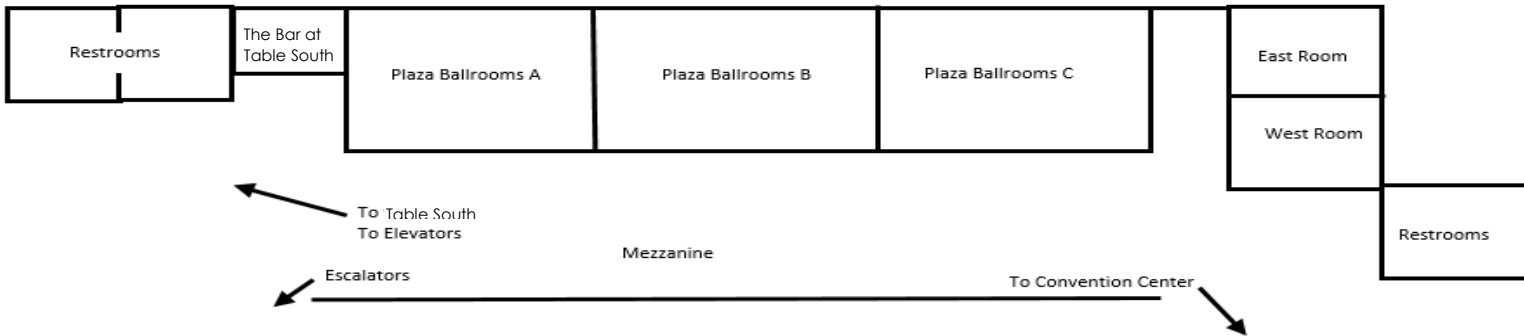 Restrooms
The Bar at
Table South
Plaza Ballrooms A
Plaza Ballrooms B
Plaza Ballrooms C
East Room
West Room
Restrooms
To Table South
To Elevators
Mezzanine
Escalators
To Convention Center